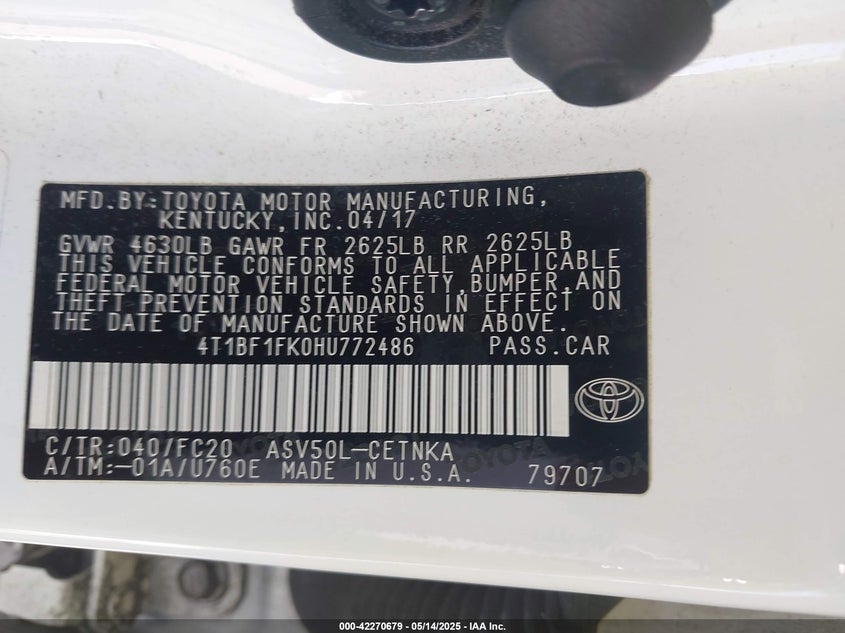 MFD.BY:TOYOTA MOTOR MANUFACTURING,
KENTUCKY,INC.04/17
GVWR 4630LB GAWR FR 2625LB RR 2625LB
THIS VEHICLE CONFORMS TO ALL APPLICABLE
FEDERAL MOTOR VEHICLE SAFETY,BUMPER,AND
THEFT PREVENTION STANDARDS IN EFFECT ON
THE DATE OF MANUFACTURE SHOWN ABOVE.
4T1BF1FK0HU772486 PASS.CAR
C/TR:040/FC20 ASV50L-CETNKA
A/TM:-01A/U760E MADE IN U.S.A. 79707
000-42270679 - 05/14/2025 - IAA Inc.